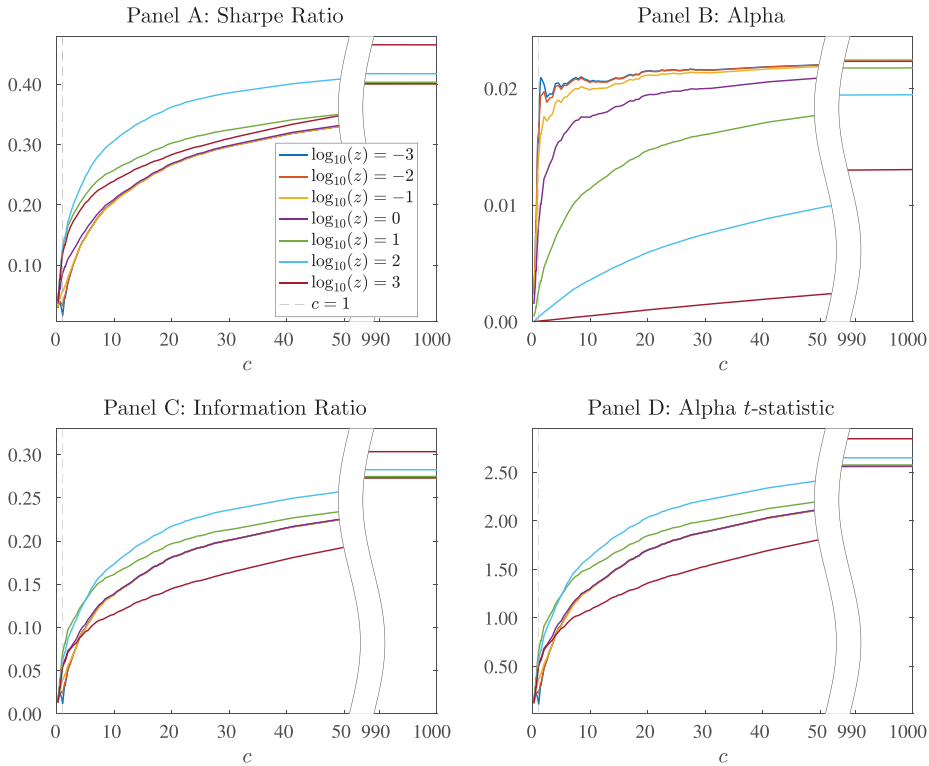 Panel A: Sharpe Ratio
0.40
0.30
0.20
0.10
log₁₀(z) = −3
log₁₀(z) = −2
log₁₀(z) = −1
log₁₀(z) = 0
log₁₀(z) = 1
log₁₀(z) = 2
log₁₀(z) = 3
c = 1
0 10 20 30 40 50 990 1000
c
Panel B: Alpha
0.02
0.01
0.00
0 10 20 30 40 50 990 1000
c
Panel C: Information Ratio
0.30
0.25
0.20
0.15
0.10
0.05
0.00
0 10 20 30 40 50 990 1000
c
Panel D: Alpha t-statistic
2.50
2.00
1.50
1.00
0.50
0 10 20 30 40 50 990 1000
c